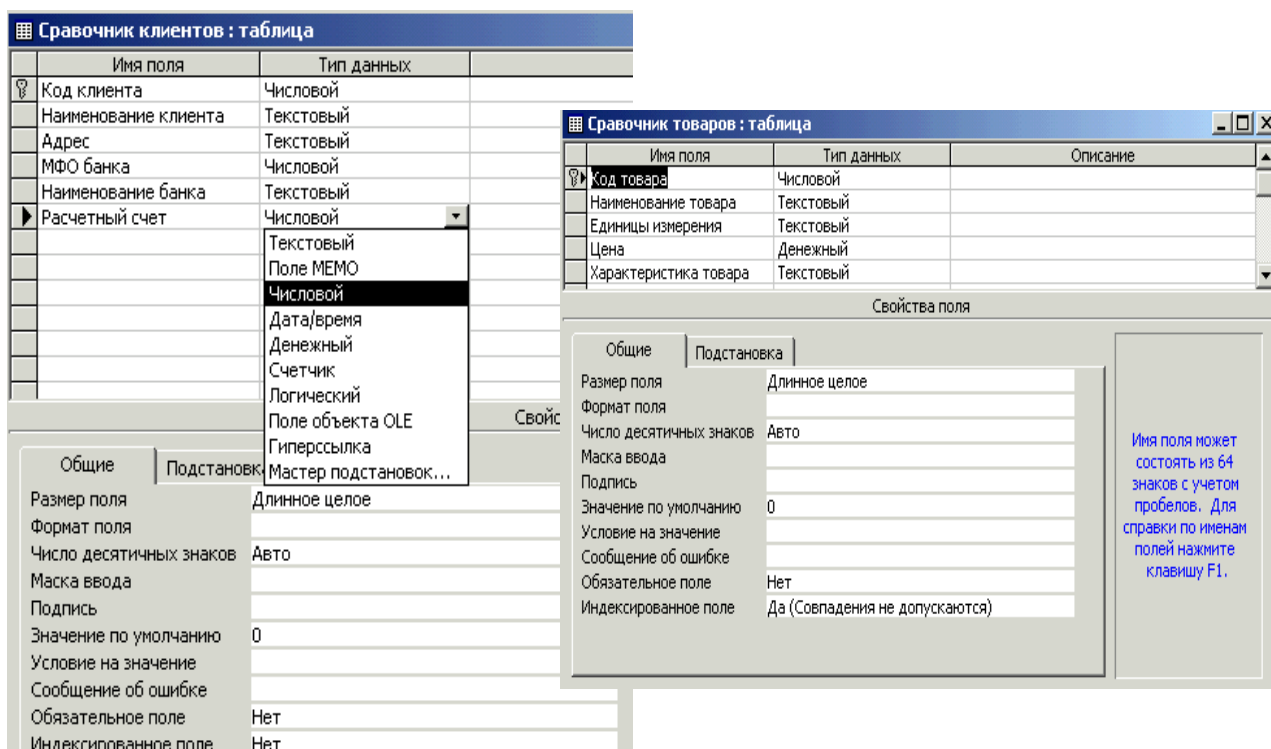 Сравочник клиентов : таблица
Имя поля Тип данных
Код клиента Числовой
Наименование клиента Текстовый
Адрес Текстовый
МФО банка Числовой
Наименование банка Текстовый
Расчетный счет Числовой
Текстовый
Поле MEMO
Числовой
Дата/время
Денежный
Счетчик
Логический
Поле объекта OLE
Гиперссылка
Мастер подстановок...
Свойс
Общие Подстановк
Размер поля Длинное целое
Формат поля
Число десятичных знаков Авто
Маска ввода
Подпись
Значение по умолчанию 0
Условие на значение
Сообщение об ошибке
Обязательное поле Нет
Индексированное поле Нет
Сравочник товаров : таблица
Имя поля Тип данных Описание
Код товара Числовой
Наименование товара Текстовый
Единицы измерения Текстовый
Цена Денежный
Характеристика товара Текстовый
Свойства поля
Общие Подстановка
Размер поля Длинное целое
Формат поля
Число десятичных знаков Авто
Маска ввода
Подпись
Значение по умолчанию 0
Условие на значение
Сообщение об ошибке
Обязательное поле Нет
Индексированное поле Да (Совпадения не допускаются)
Имя поля может
состоять из 64
знаков с учетом
пробелов. Для
справки по именам
полей нажмите
клавишу F1.